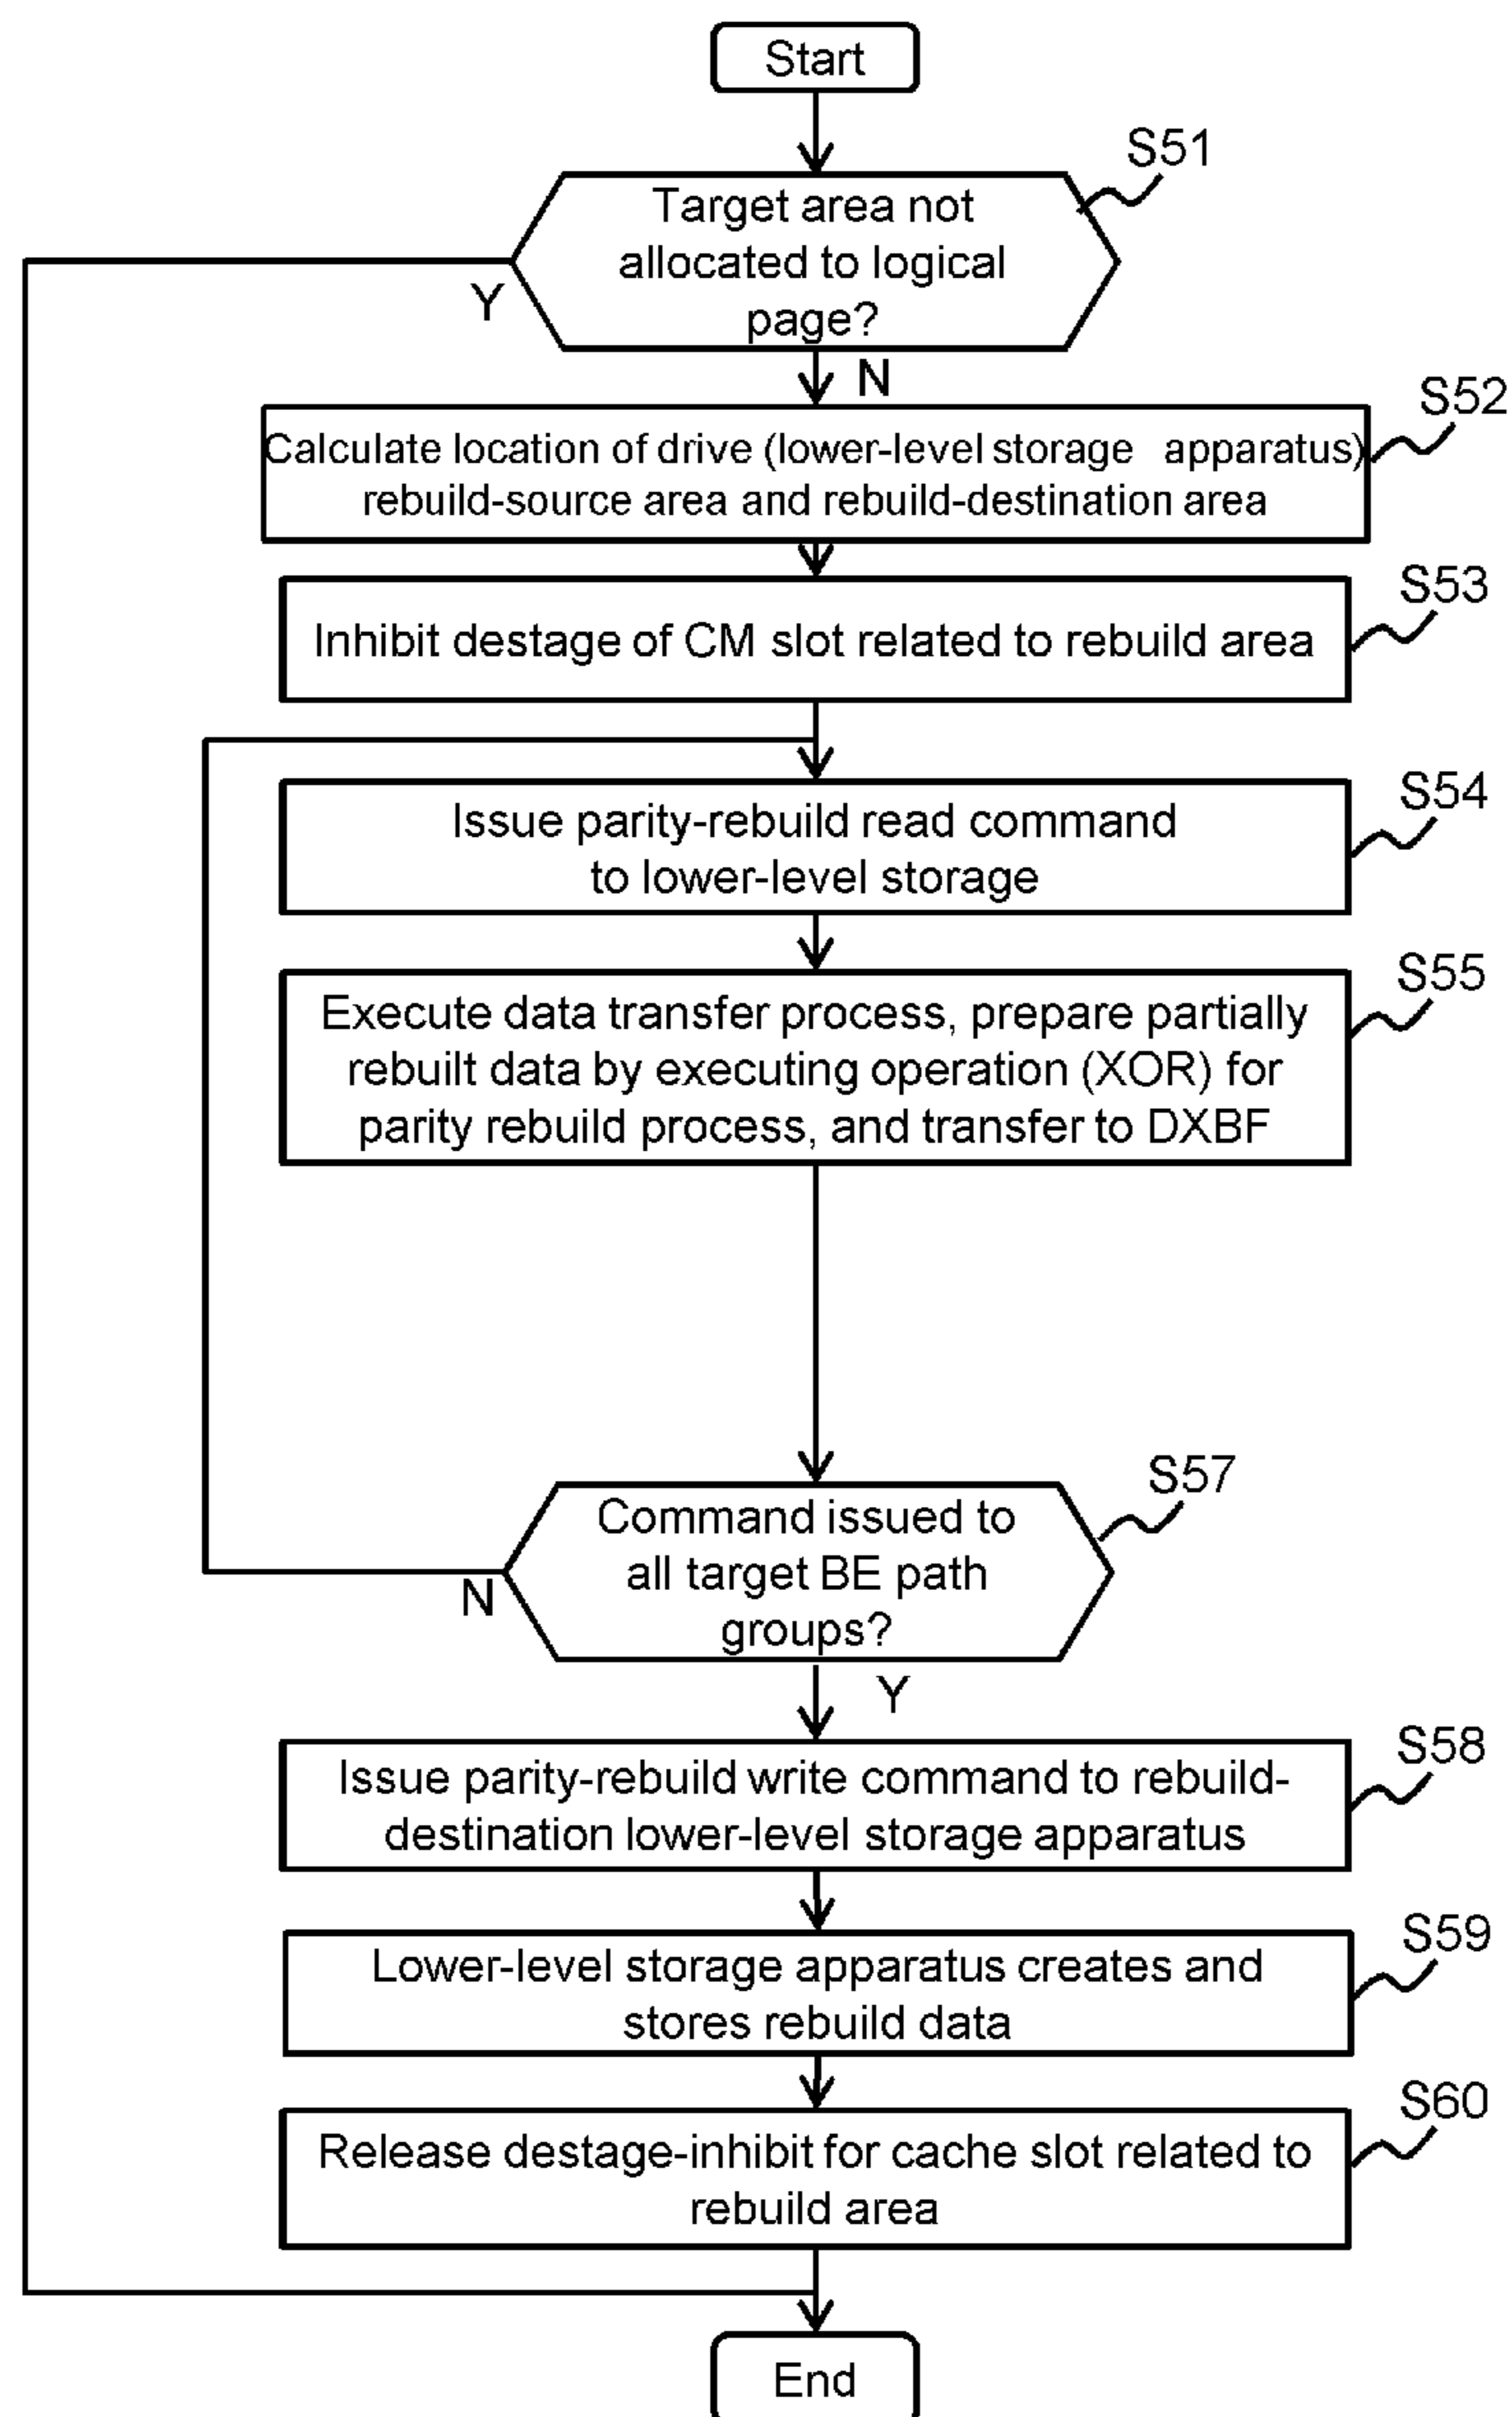 Start
S51
Target area not
allocated to logical
page?
Y
N
S52
Calculate location of drive (lower-level storage apparatus)
rebuild-source area and rebuild-destination area
S53
Inhibit destage of CM slot related to rebuild area
S54
Issue parity-rebuild read command
to lower-level storage
S55
Execute data transfer process, prepare partially
rebuilt data by executing operation (XOR) for
parity rebuild process, and transfer to DXBF
S57
Command issued to
all target BE path
groups?
N
Y
S58
Issue parity-rebuild write command to rebuild-
destination lower-level storage apparatus
S59
Lower-level storage apparatus creates and
stores rebuild data
S60
Release destage-inhibit for cache slot related to
rebuild area
End